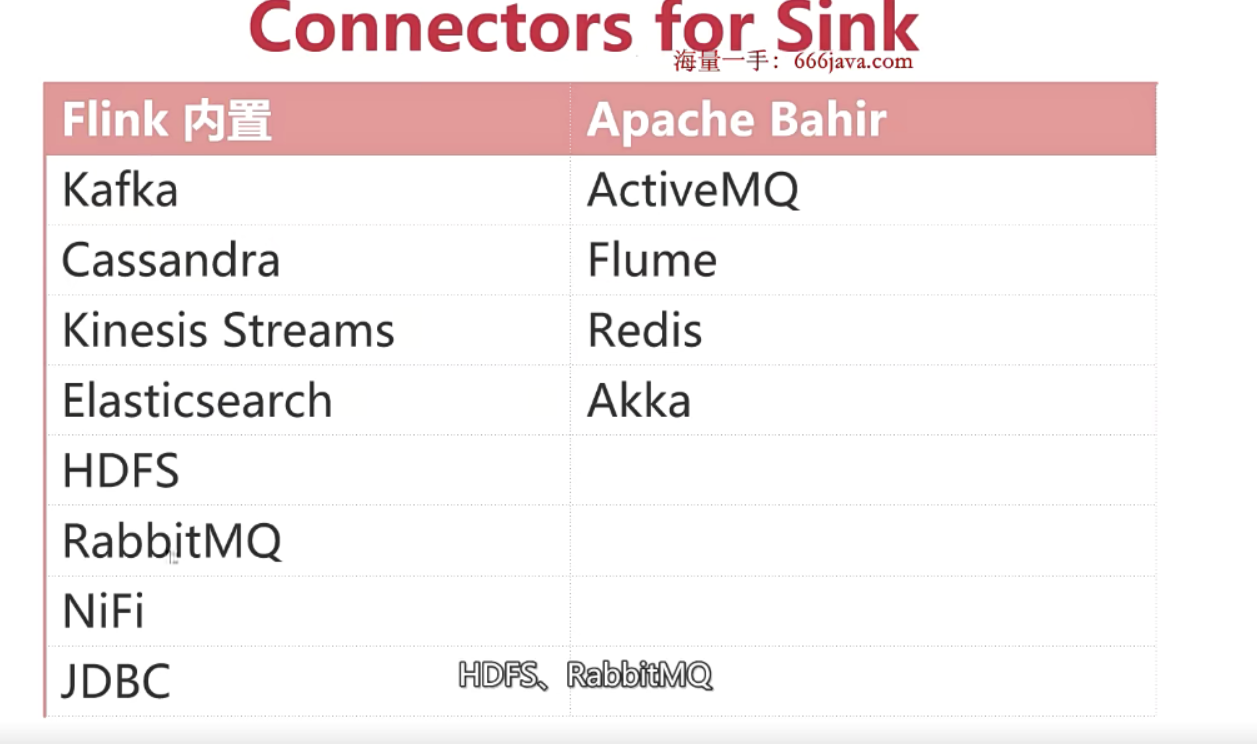 Connectors for Sink
海量一手：666java.com
Flink 内置 Apache Bahir
Kafka ActiveMQ
Cassandra Flume
Kinesis Streams Redis
Elasticsearch Akka
HDFS
RabbitMQ
NiFi
JDBC
HDFS、RabbitMQ